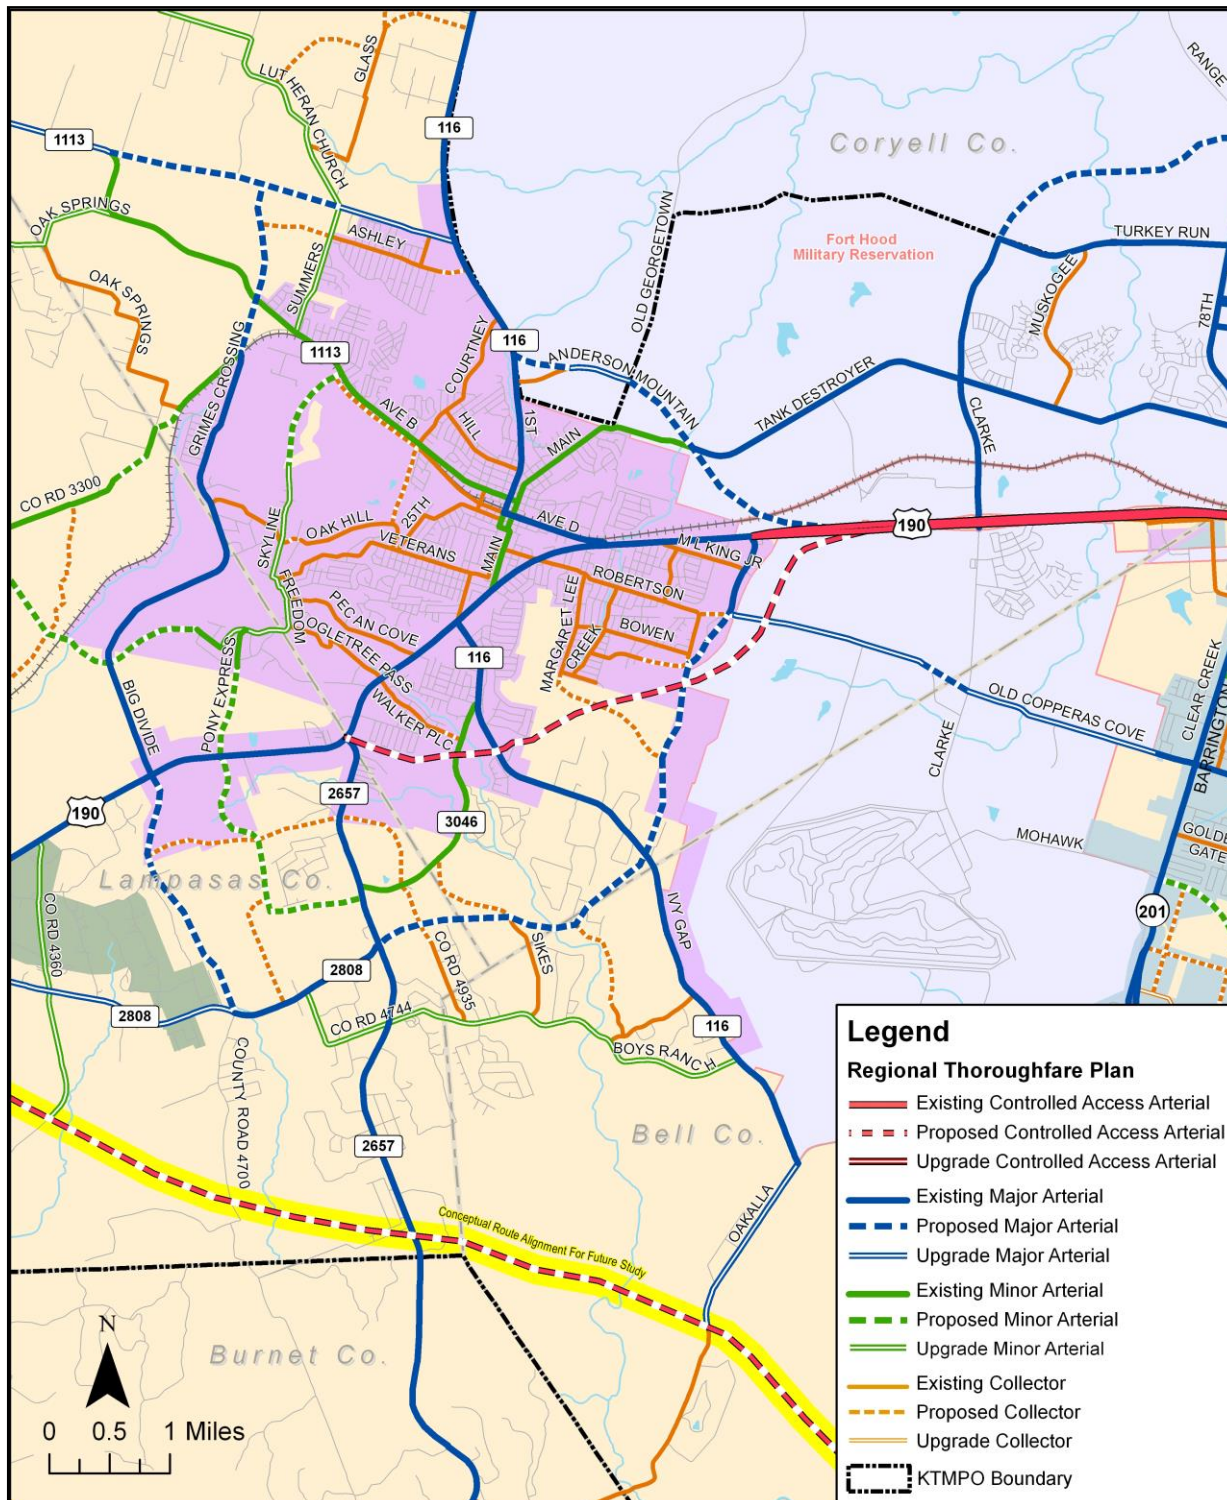 GLASS
LUTHERAN CHURCH
116
RANGE
1113
Coryell Co.
OAK SPRINGS
OLD GEORGETOWN
ASHLEY
TURKEY RUN
Fort Hood
Military Reservation
SUMMERS
MUSKOGEE
OAK SPRINGS
78TH
COURTNEY
116
1113
ANDERSON MOUNTAIN
GRIMES CROSSING
TANK DESTROYER
AVE B
HILL
1ST
MAIN
CLARKE
CO RD 3300
25TH
OAK HILL
AVE D
190
SKYLINE
VETERANS
MAIN
M L KING JR
FREEDOM
ROBERTSON
PECAN COVE
MARGARET LEE
OGLETREE PASS
CREEK
BOWEN
116
PONY EXPRESS
BIG DIVIDE
WALKER PLC
OLD COPPERAS COVE
CLEAR CREEK
BARRINGTON
CLARKE
2657
190
3046
MOHAWK
GOLDE
GATE
Lampasas Co.
CO RD 4360
IVY GAP
201
SIKES
CO RD 4935
2808
2808
CO RD 4744
116
BOYS RANCH
COUNTY ROAD 4700
Bell Co.
2657
OAKALLA
Conceptual Route Alignment For Future Study
Burnet Co.
N
0 0.5 1 Miles
Legend
Regional Thoroughfare Plan
Existing Controlled Access Arterial
Proposed Controlled Access Arterial
Upgrade Controlled Access Arterial
Existing Major Arterial
Proposed Major Arterial
Upgrade Major Arterial
Existing Minor Arterial
Proposed Minor Arterial
Upgrade Minor Arterial
Existing Collector
Proposed Collector
Upgrade Collector
KTMPO Boundary